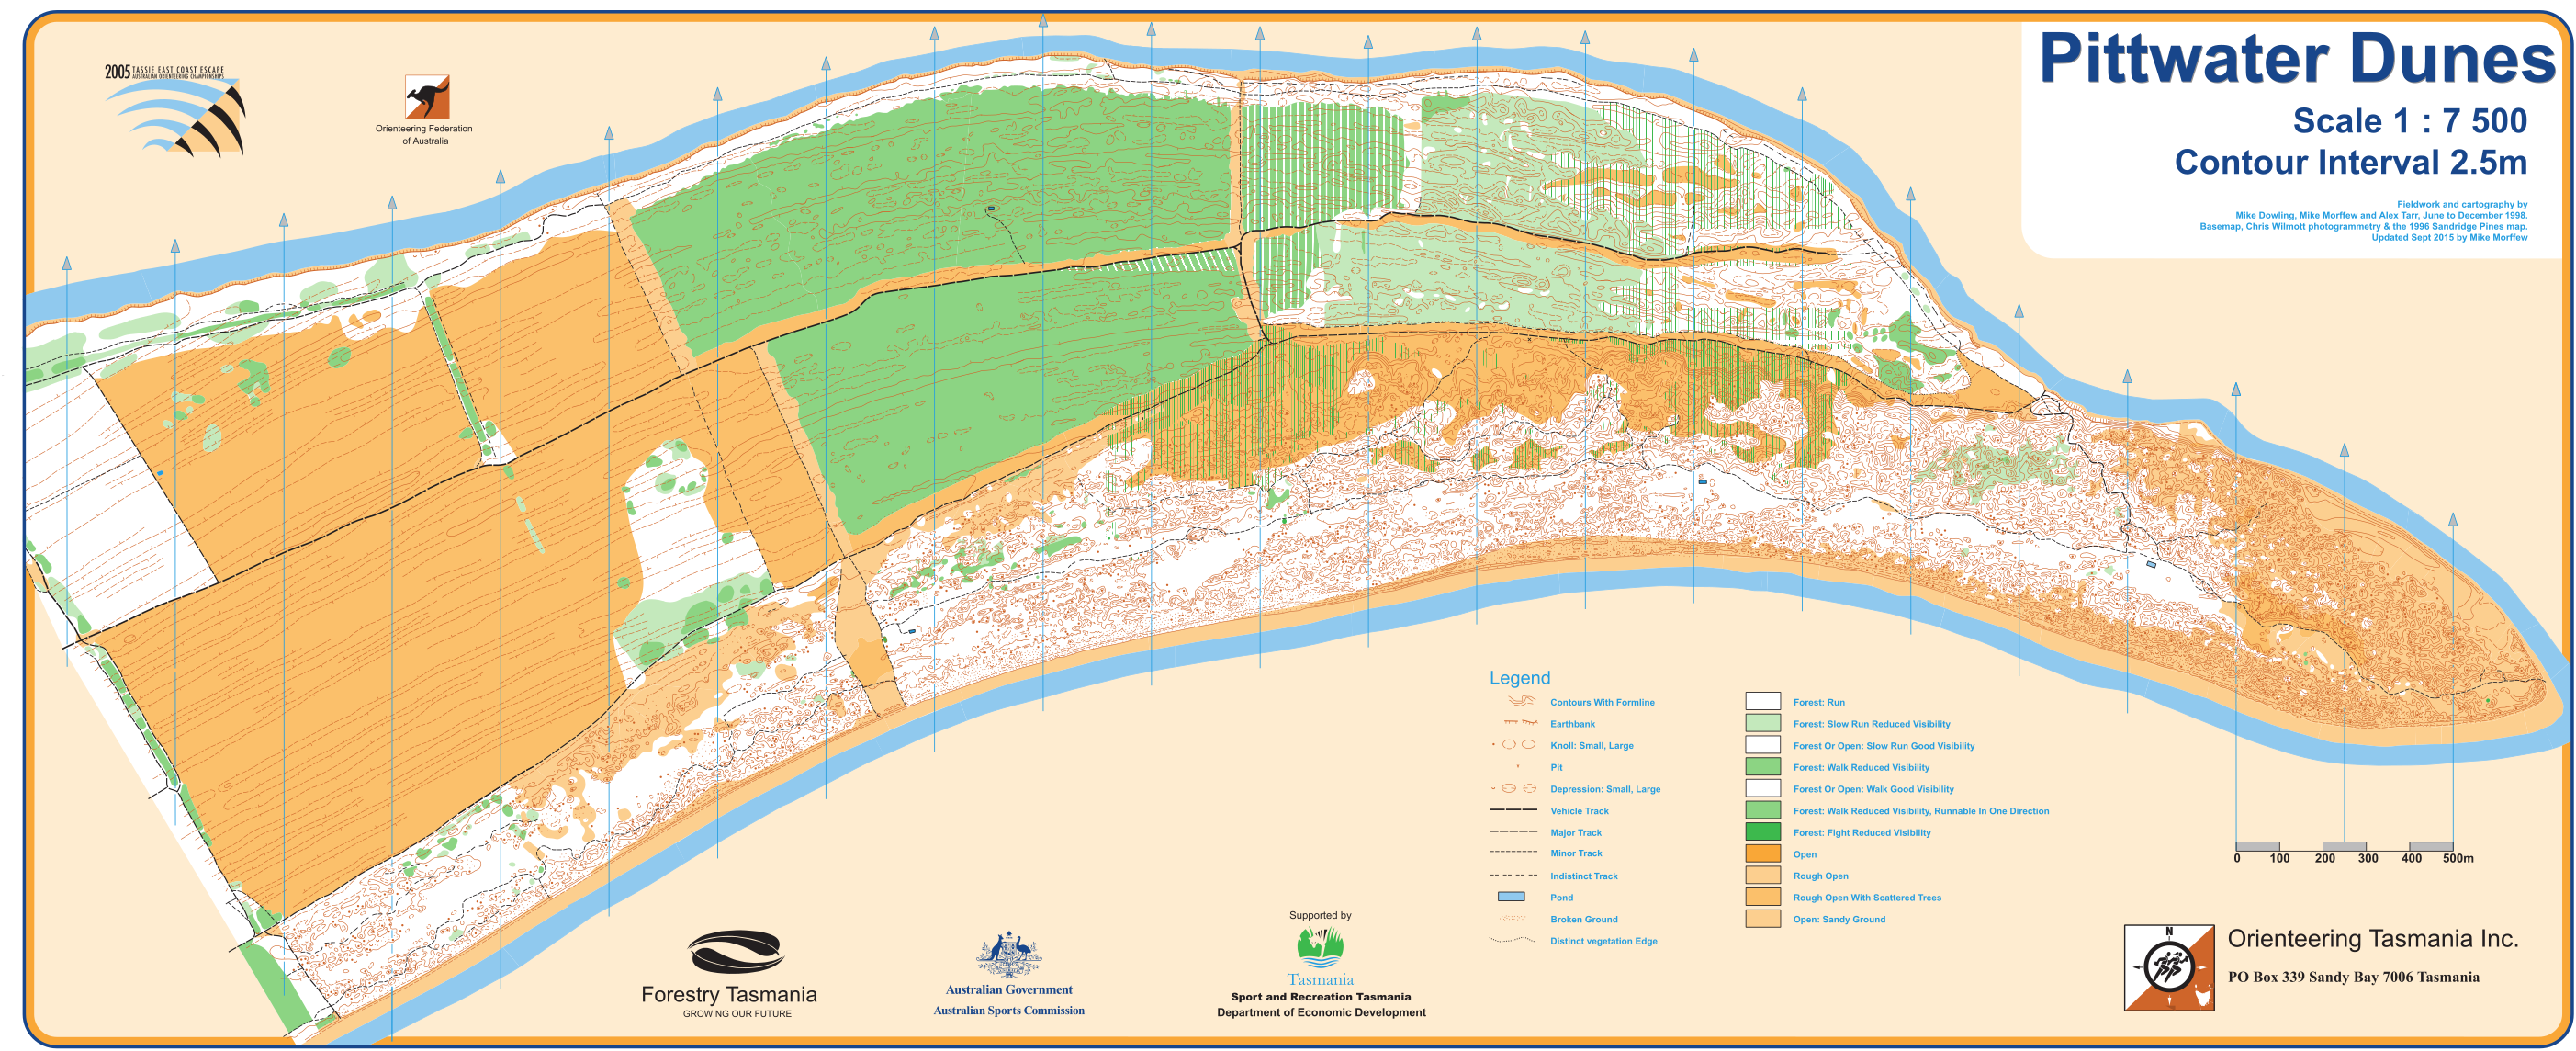 2005 TASSIE EAST COAST ESCAPE
AUSTRALIAN ORIENTEERING CHAMPIONSHIPS
Orienteering Federation
of Australia
Pittwater Dunes
Scale 1 : 7 500
Contour Interval 2.5m
Fieldwork and cartography by
Mike Dowling, Mike Morffew and Alex Tarr, June to December 1998.
Basemap, Chris Wilmott photogrammetry & the 1996 Sandridge Pines map.
Updated Sept 2015 by Mike Morffew
Legend
Contours With Formline
Earthbank
Knoll: Small, Large
Pit
Depression: Small, Large
Vehicle Track
Major Track
Minor Track
Indistinct Track
Pond
Broken Ground
Distinct vegetation Edge
Forest: Run
Forest: Slow Run Reduced Visibility
Forest Or Open: Slow Run Good Visibility
Forest: Walk Reduced Visibility
Forest Or Open: Walk Good Visibility
Forest: Walk Reduced Visibility, Runnable In One Direction
Forest: Fight Reduced Visibility
Open
Rough Open
Rough Open With Scattered Trees
Open: Sandy Ground
0 100 200 300 400 500m
Forestry Tasmania
GROWING OUR FUTURE
Australian Government
Australian Sports Commission
Supported by
Tasmania
Sport and Recreation Tasmania
Department of Economic Development
N
Orienteering Tasmania Inc.
PO Box 339 Sandy Bay 7006 Tasmania